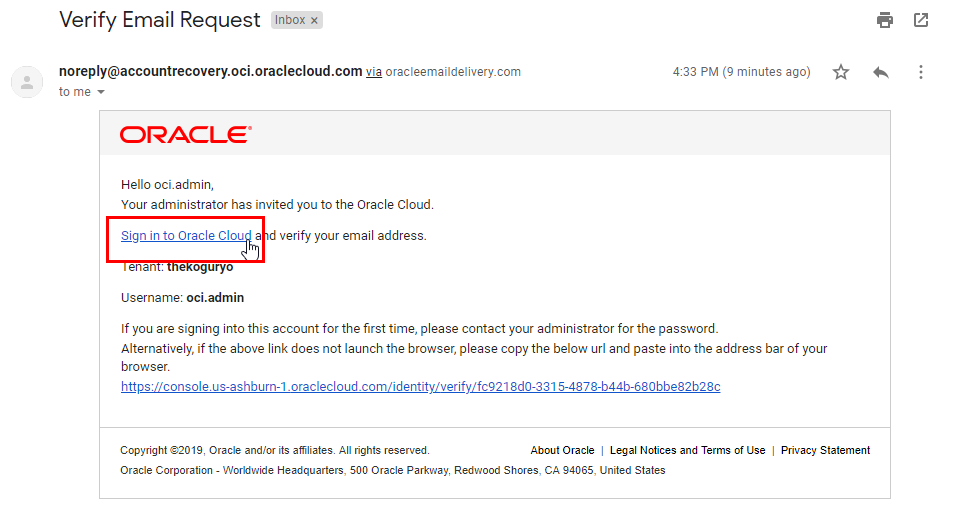 Verify Email Request Inbox ×
noreply@accountrecovery.oci.oraclecloud.com via oracleemaildelivery.com 4:33 PM (9 minutes ago)
to me
ORACLE®
Hello oci.admin,
Your administrator has invited you to the Oracle Cloud.
Sign in to Oracle Cloud and verify your email address.
Tenant: thekoguryo
Username: oci.admin
If you are signing into this account for the first time, please contact your administrator for the password.
Alternatively, if the above link does not launch the browser, please copy the below url and paste into the address bar of your
browser.
https://console.us-ashburn-1.oraclecloud.com/identity/verify/fc9218d0-3315-4878-b44b-680bbe82b28c
Copyright ©2019, Oracle and/or its affiliates. All rights reserved. About Oracle | Legal Notices and Terms of Use | Privacy Statement
Oracle Corporation - Worldwide Headquarters, 500 Oracle Parkway, Redwood Shores, CA 94065, United States